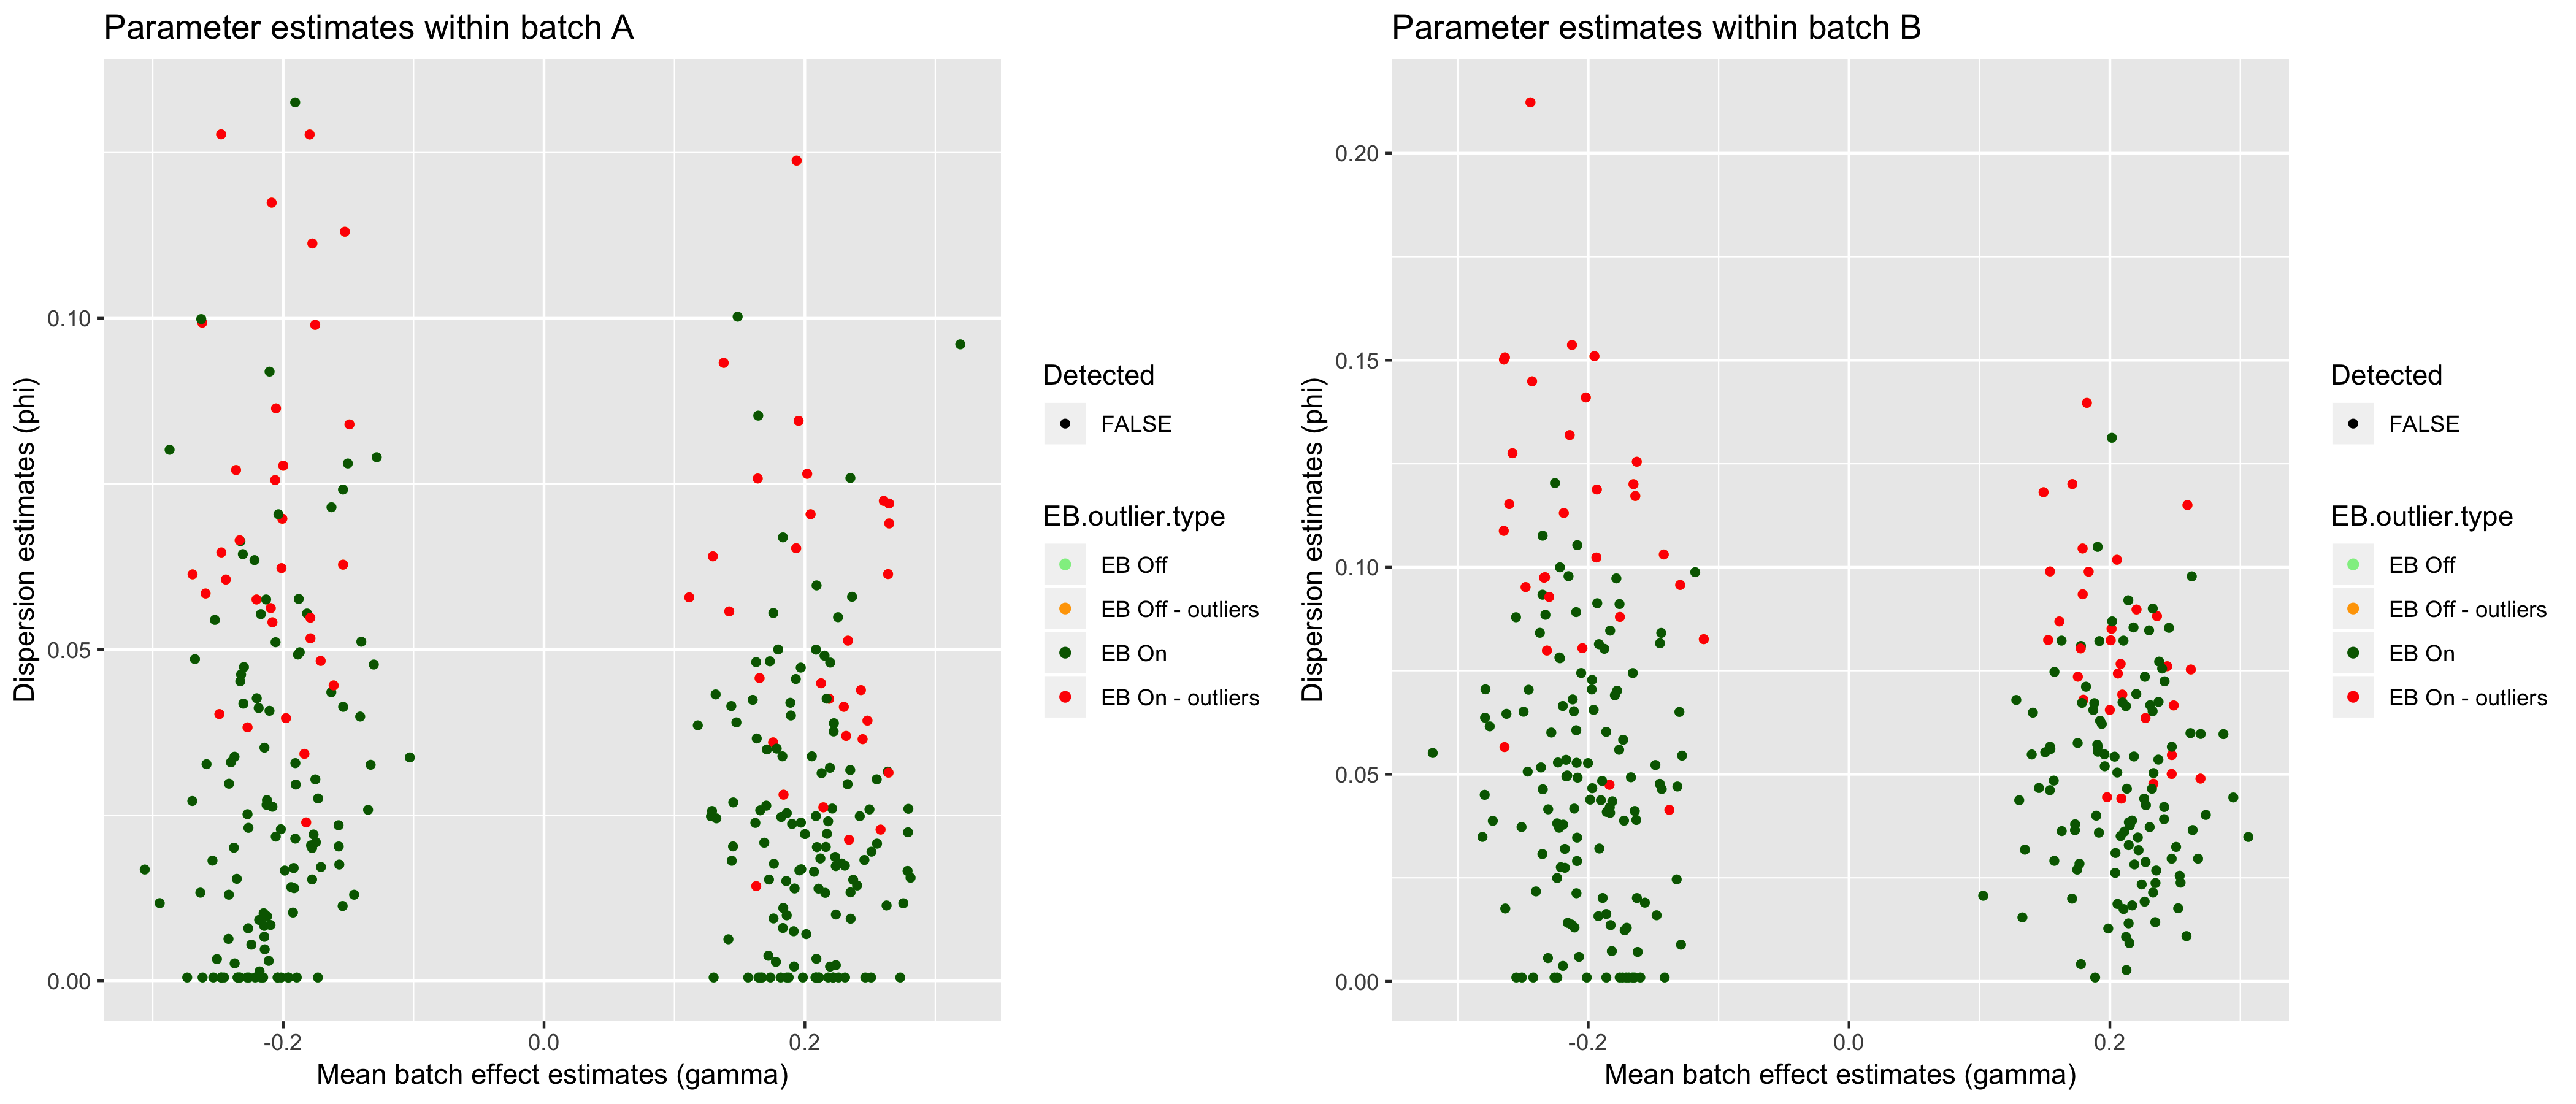 Parameter estimates within batch A
Dispersion estimates (phi)
0.10
0.05
0.00
-0.2
0.0
0.2
Mean batch effect estimates (gamma)
Detected
FALSE
EB.outlier.type
EB Off
EB Off - outliers
EB On
EB On - outliers
Parameter estimates within batch B
Dispersion estimates (phi)
0.20
0.15
0.10
0.05
0.00
-0.2
0.0
0.2
Mean batch effect estimates (gamma)
Detected
FALSE
EB.outlier.type
EB Off
EB Off - outliers
EB On
EB On - outliers